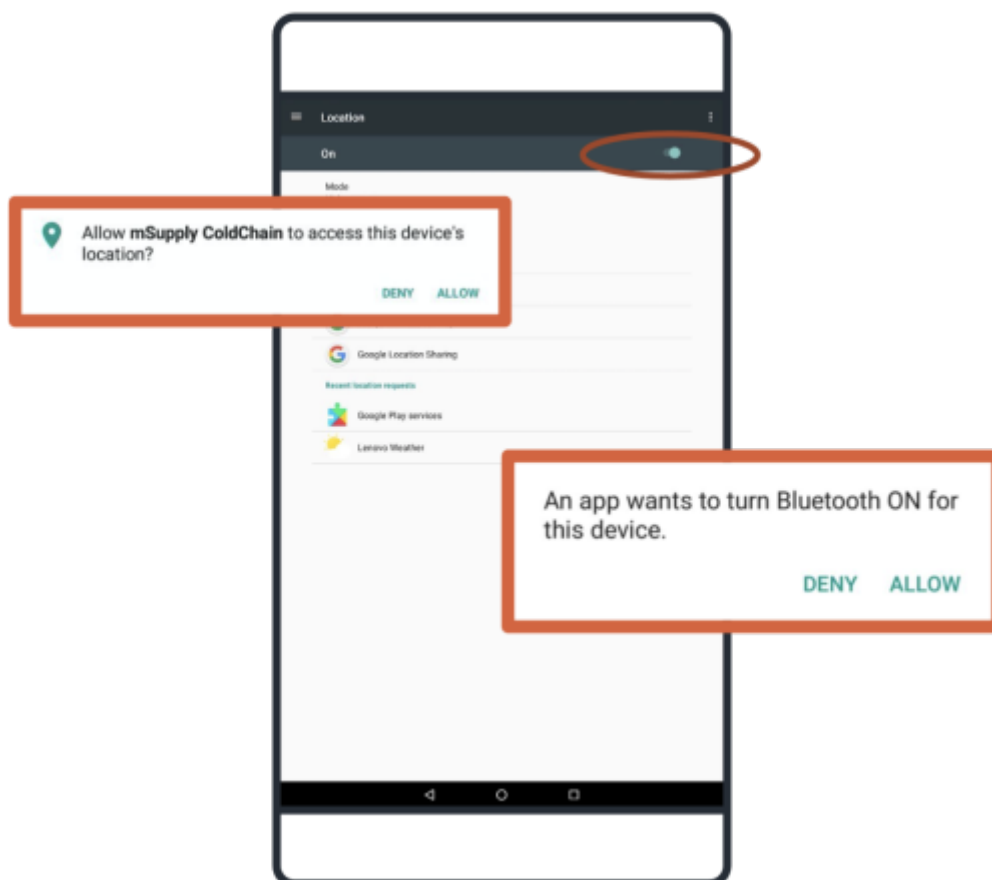 Location
On
Mode
Allow mSupply ColdChain to access this device's
location?
DENY ALLOW
Google Location Sharing
Recent location requests
Google Play services
Lenovo Weather
An app wants to turn Bluetooth ON for
this device.
DENY ALLOW